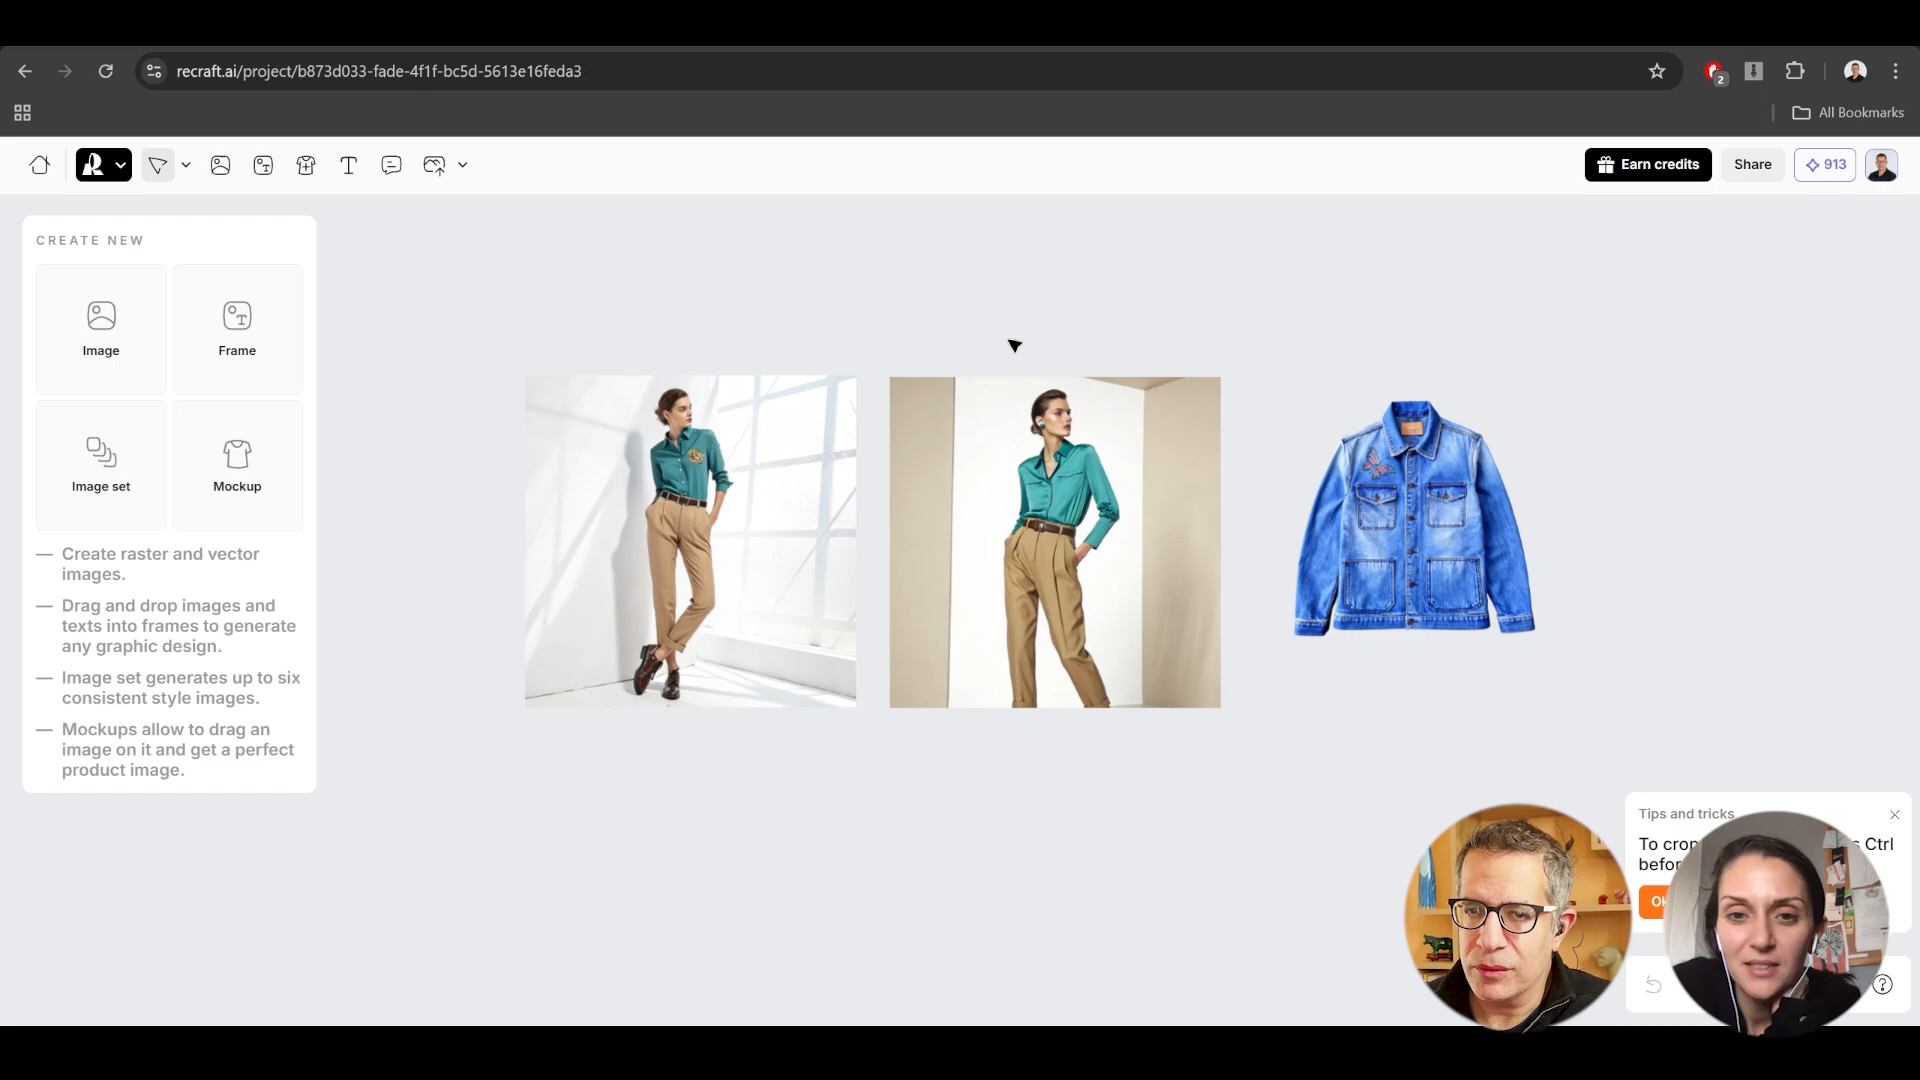 recraft.ai/project/b873d033-fade-4f1f-bc5d-5613e16feda3
2
All Bookmarks
Earn credits
Share
913
CREATE NEW
Image
Frame
Image set
Mockup
— Create raster and vector
images.
— Drag and drop images and
texts into frames to generate
any graphic design.
— Image set generates up to six
consistent style images.
— Mockups allow to drag an
image on it and get a perfect
product image.
Tips and tricks
To crop
Ctrl